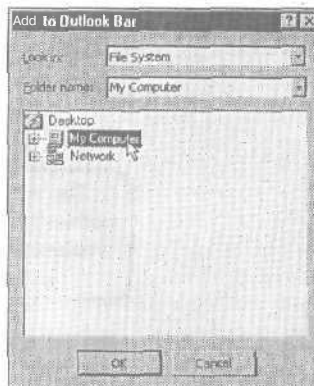 Add to Outlook Bar
Look in: File System
Folder name: My Computer
Desktop
My Computer
Network
OK Cancel